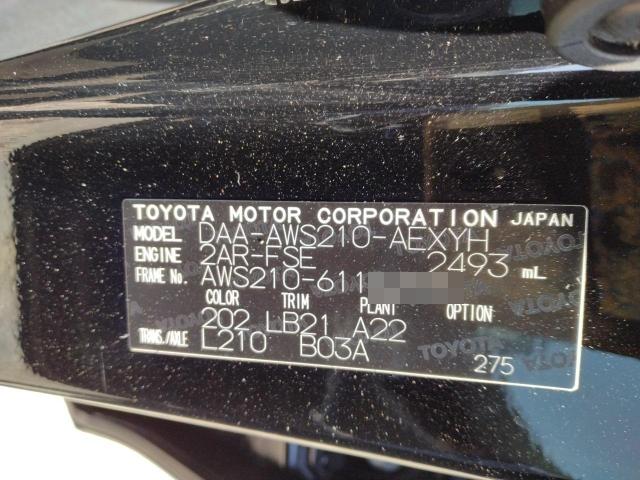 TOYOTA MOTOR CORPORATION JAPAN
MODEL DAA-AWS210-AEXYH
ENGINE 2AR-FSE 2493 mL
FRAME No. AWS210-611
COLOR TRIM PLANT OPTION
202 LB21 A22
TRANS./AXLE L210 B03A
275